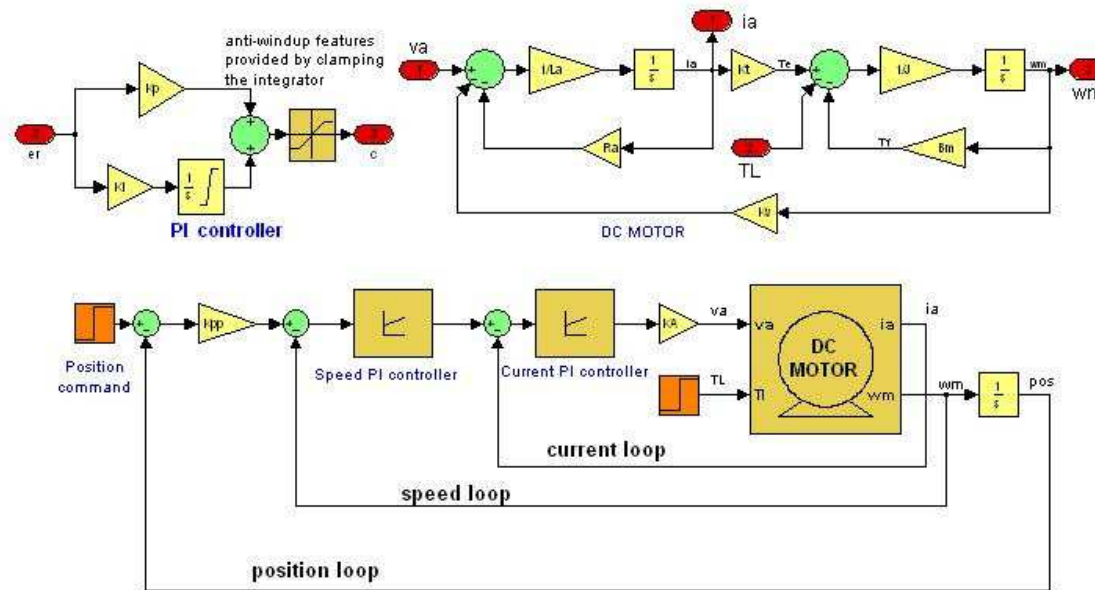 anti-windup features
provided by clamping
the integrator
kp
er
ki
1/s
c
PI controller
va
1/La
1/s
ia
ia
kt
Te
1/J
1/s
wm
Ra
TL
Tf
Bm
DC MOTOR
Position
command
kpp
Speed PI controller
Current PI controller
kA
va
TL
va
Tl
DC
MOTOR
ia
wm
ia
wm
1/s
pos
current loop
speed loop
position loop